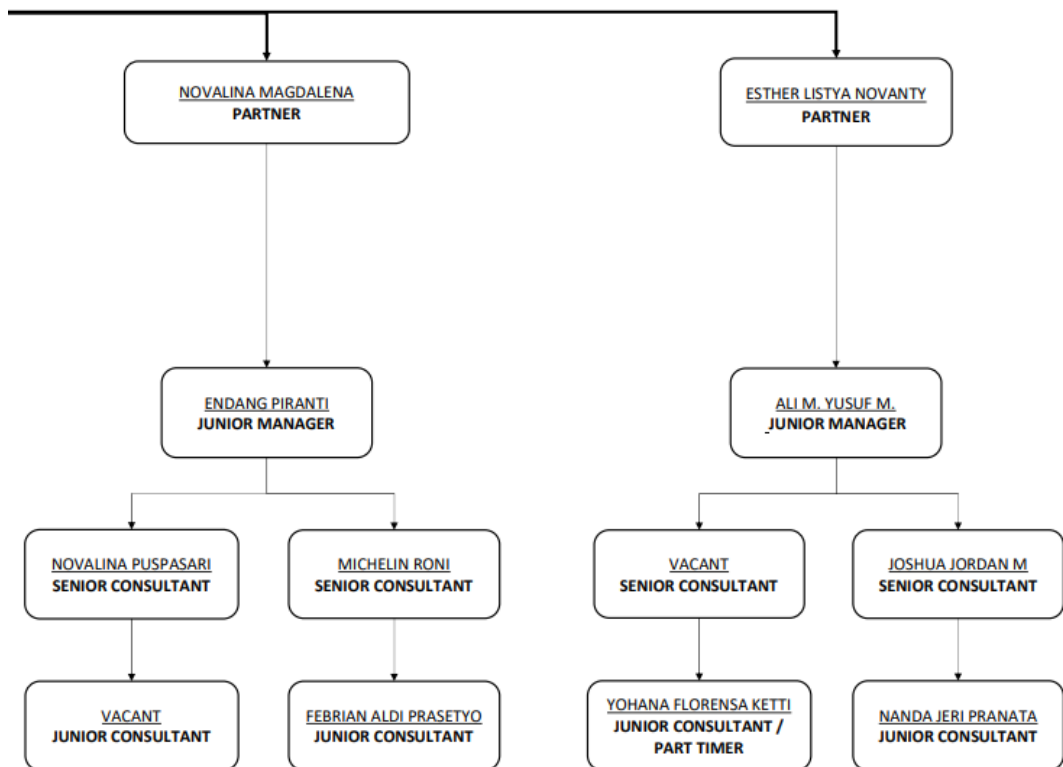 NOVALINA MAGDALENA
PARTNER
ESTHER LISTYA NOVANTY
PARTNER
ENDANG PIRANTI
JUNIOR MANAGER
ALI M. YUSUF M.
JUNIOR MANAGER
NOVALINA PUSPASARI
SENIOR CONSULTANT
MICHELIN RONI
SENIOR CONSULTANT
VACANT
SENIOR CONSULTANT
JOSHUA JORDAN M
SENIOR CONSULTANT
VACANT
JUNIOR CONSULTANT
FEBRIAN ALDI PRASETYO
JUNIOR CONSULTANT
YOHANA FLORENSA KETTI
JUNIOR CONSULTANT /
PART TIMER
NANDA JERI PRANATA
JUNIOR CONSULTANT